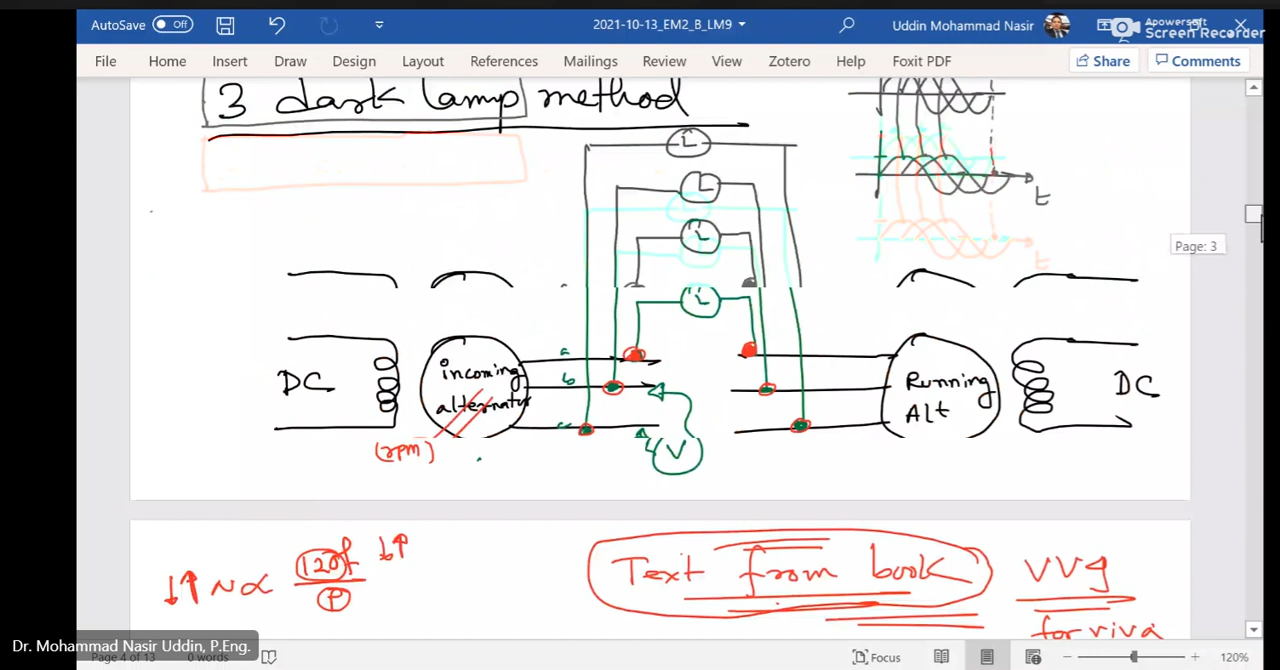 AutoSave Off 2021-10-13_EM2_B_LM9 Uddin Mohammad Nasir
Apowersoft
Screen Recorder
File Home Insert Draw Design Layout References Mailings Review View Zotero Help Foxit PDF Share Comments
3 dark lamp method
L
L
L
L
t
t
t
Page: 3
a
b
c
DC
incoming
alternator
Running
Alt
DC
(rpm)
V
↓↑ N ∝ 120f / P ↓↑
Text from book
VVg
for viva
Dr. Mohammad Nasir Uddin, P.Eng.
Page 4 of 13 0 words
Focus
120%